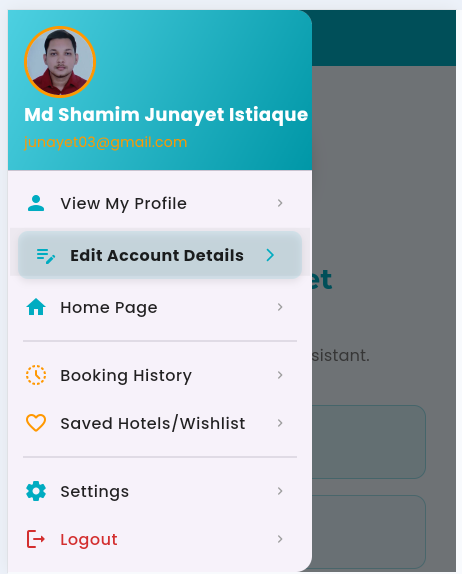 Md Shamim Junayet Istiaque
junayet03@gmail.com
View My Profile
Edit Account Details
et
Home Page
sistant.
Booking History
Saved Hotels/Wishlist
Settings
Logout